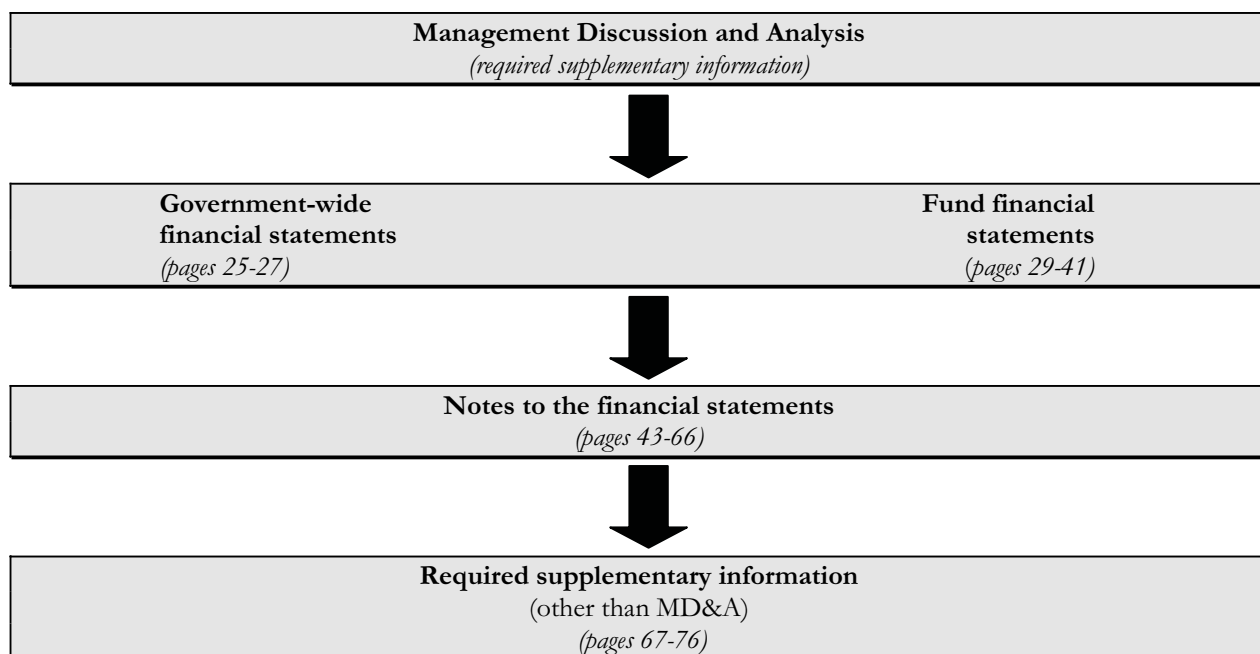 Management Discussion and Analysis
(required supplementary information)
Government-wide
financial statements
(pages 25-27)
Fund financial
statements
(pages 29-41)
Notes to the financial statements
(pages 43-66)
Required supplementary information
(other than MD&A)
(pages 67-76)